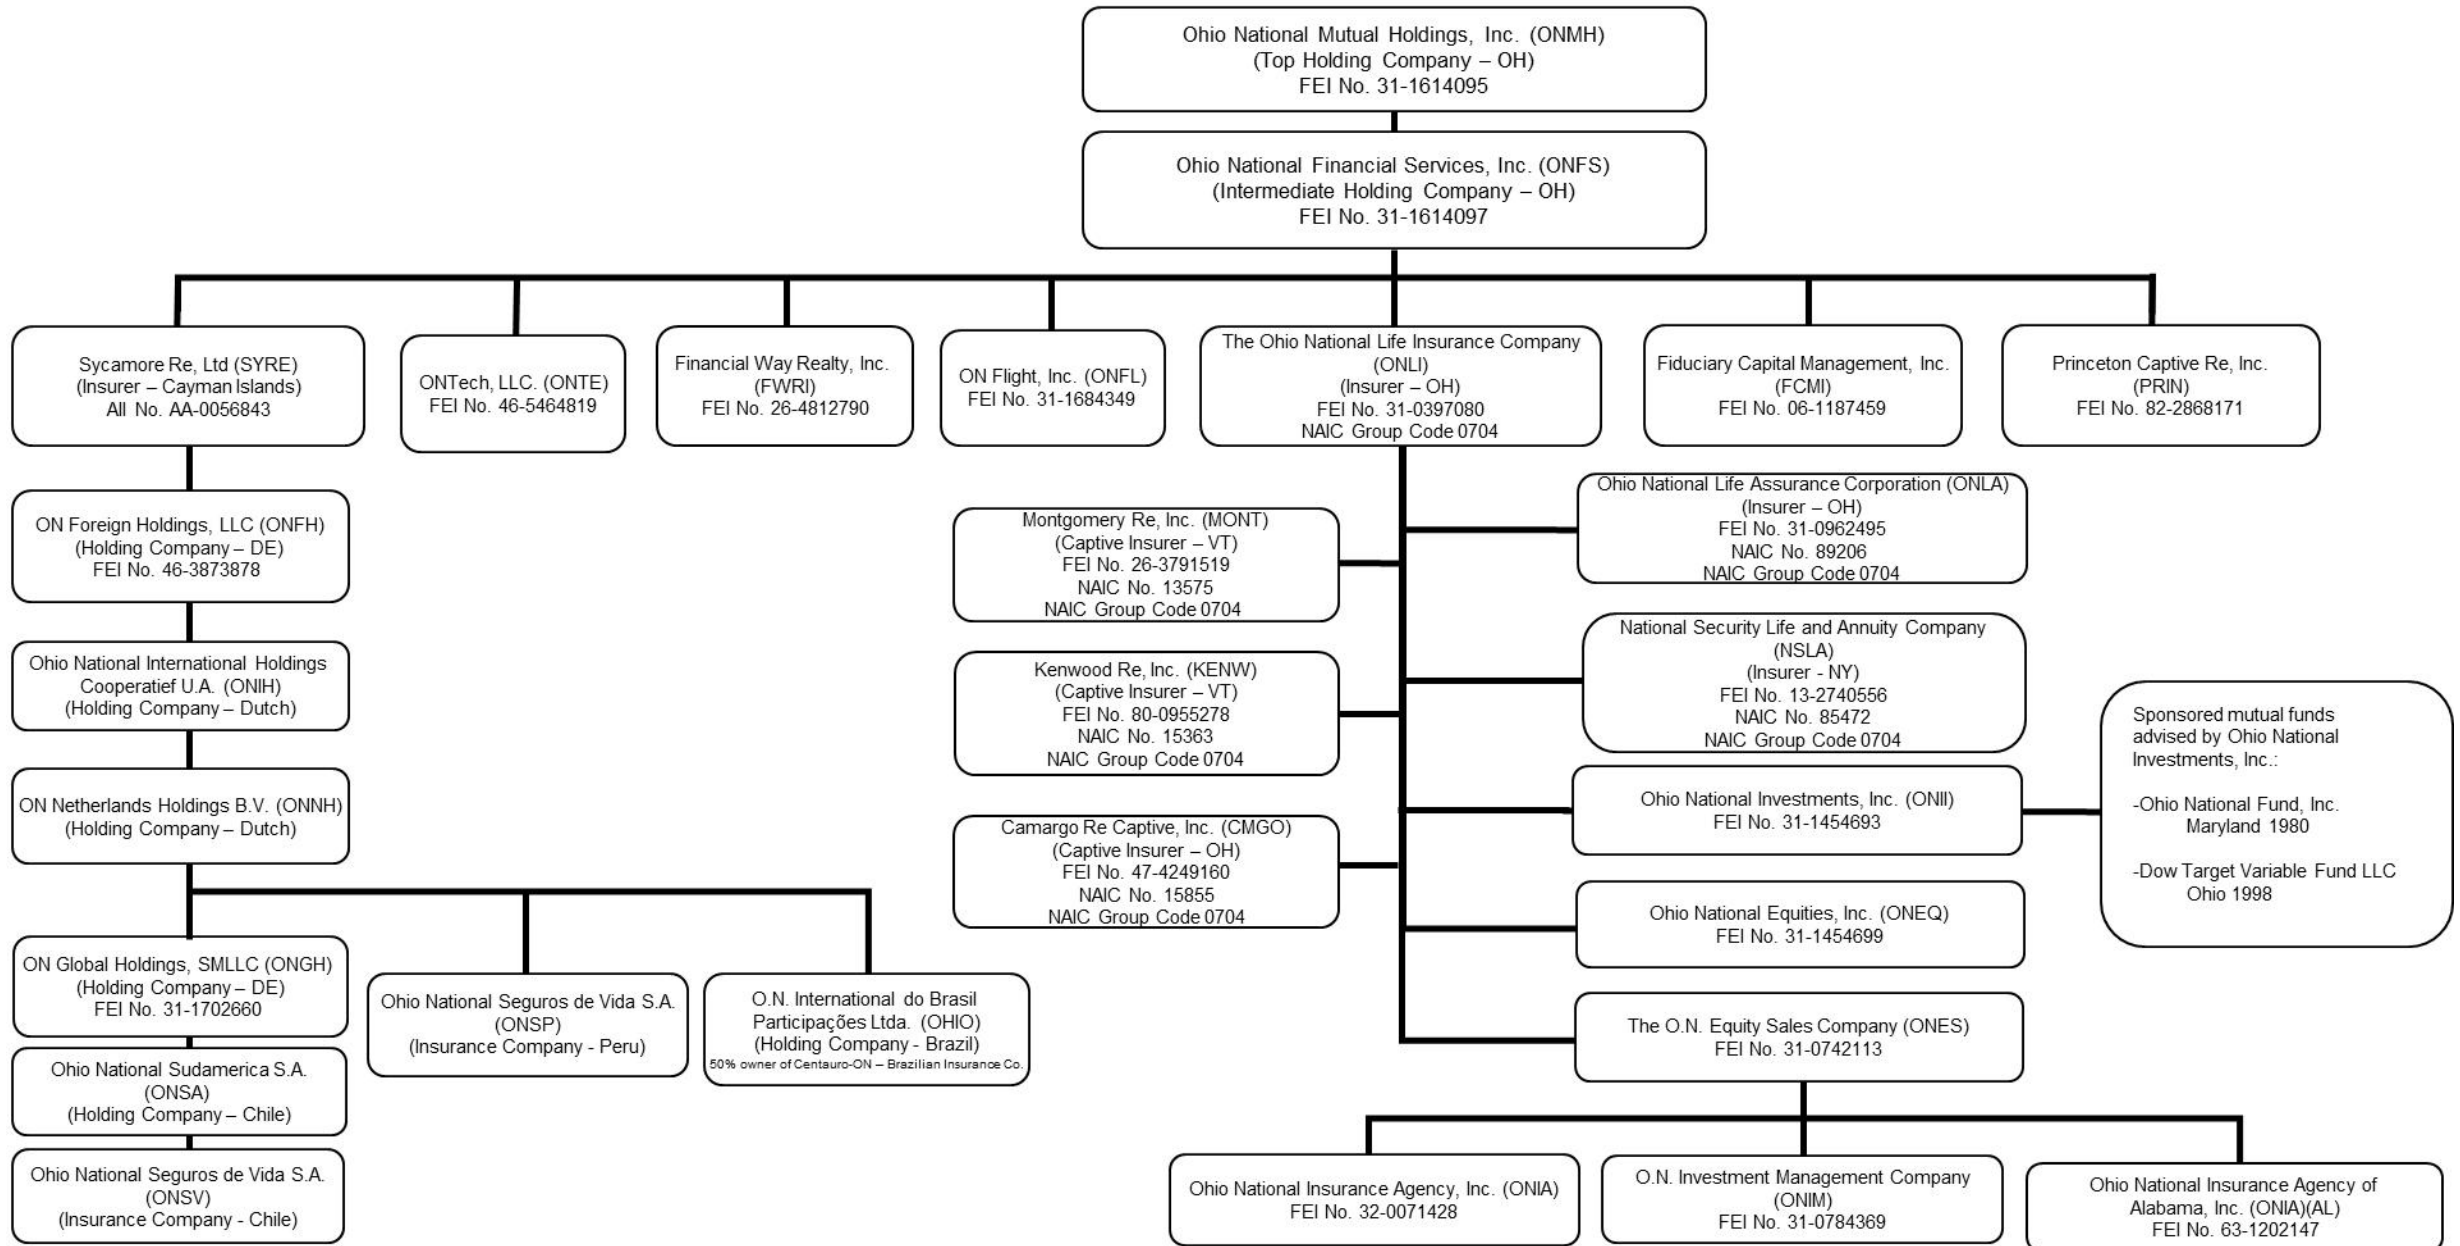 Ohio National Mutual Holdings, Inc. (ONMH)
(Top Holding Company – OH)
FEI No. 31-1614095
Ohio National Financial Services, Inc. (ONFS)
(Intermediate Holding Company – OH)
FEI No. 31-1614097
Sycamore Re, Ltd (SYRE)
(Insurer – Cayman Islands)
AII No. AA-0056843
ONTech, LLC. (ONTE)
FEI No. 46-5464819
Financial Way Realty, Inc.
(FWRI)
FEI No. 26-4812790
ON Flight, Inc. (ONFL)
FEI No. 31-1684349
The Ohio National Life Insurance Company
(ONLI)
(Insurer – OH)
FEI No. 31-0397080
NAIC Group Code 0704
Fiduciary Capital Management, Inc.
(FCMI)
FEI No. 06-1187459
Princeton Captive Re, Inc.
(PRIN)
FEI No. 82-2868171
ON Foreign Holdings, LLC (ONFH)
(Holding Company – DE)
FEI No. 46-3873878
Ohio National International Holdings
Cooperatief U.A. (ONIH)
(Holding Company – Dutch)
ON Netherlands Holdings B.V. (ONNH)
(Holding Company – Dutch)
ON Global Holdings, SMLLC (ONGH)
(Holding Company – DE)
FEI No. 31-1702660
Ohio National Sudamerica S.A.
(ONSA)
(Holding Company – Chile)
Ohio National Seguros de Vida S.A.
(ONSV)
(Insurance Company - Chile)
Ohio National Seguros de Vida S.A.
(ONSP)
(Insurance Company - Peru)
O.N. International do Brasil
Participações Ltda. (OHIO)
(Holding Company - Brazil)
50% owner of Centauro-ON – Brazilian Insurance Co.
Montgomery Re, Inc. (MONT)
(Captive Insurer – VT)
FEI No. 26-3791519
NAIC No. 13575
NAIC Group Code 0704
Kenwood Re, Inc. (KENW)
(Captive Insurer – VT)
FEI No. 80-0955278
NAIC No. 15363
NAIC Group Code 0704
Camargo Re Captive, Inc. (CMGO)
(Captive Insurer – OH)
FEI No. 47-4249160
NAIC No. 15855
NAIC Group Code 0704
Ohio National Life Assurance Corporation (ONLA)
(Insurer – OH)
FEI No. 31-0962495
NAIC No. 89206
NAIC Group Code 0704
National Security Life and Annuity Company
(NSLA)
(Insurer - NY)
FEI No. 13-2740556
NAIC No. 85472
NAIC Group Code 0704
Ohio National Investments, Inc. (ONII)
FEI No. 31-1454693
Sponsored mutual funds
advised by Ohio National
Investments, Inc.:
-Ohio National Fund, Inc.
Maryland 1980
-Dow Target Variable Fund LLC
Ohio 1998
Ohio National Equities, Inc. (ONEQ)
FEI No. 31-1454699
The O.N. Equity Sales Company (ONES)
FEI No. 31-0742113
Ohio National Insurance Agency, Inc. (ONIA)
FEI No. 32-0071428
O.N. Investment Management Company
(ONIM)
FEI No. 31-0784369
Ohio National Insurance Agency of
Alabama, Inc. (ONIA)(AL)
FEI No. 63-1202147